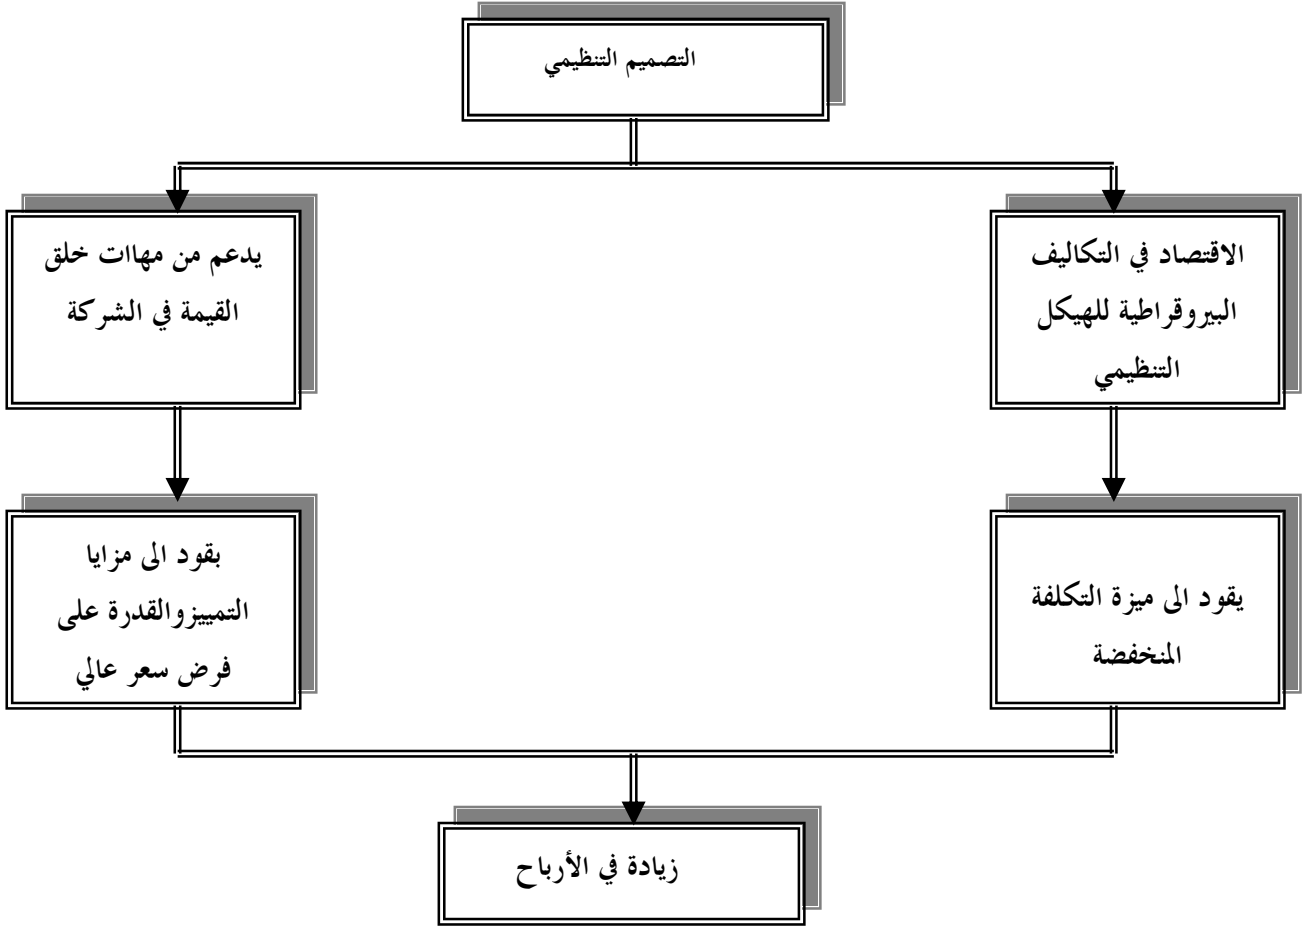 التصميم التنظيمي
الاقتصاد في التكاليف
البيروقراطية للهيكل
التنظيمي
يدعم من مهاات خلق
القيمة في الشركة
يقود الى ميزة التكلفة
المنخفضة
بقود الى مزايا
التمييزوالقدرة على
فرض سعر عالي
زيادة في الأرباح